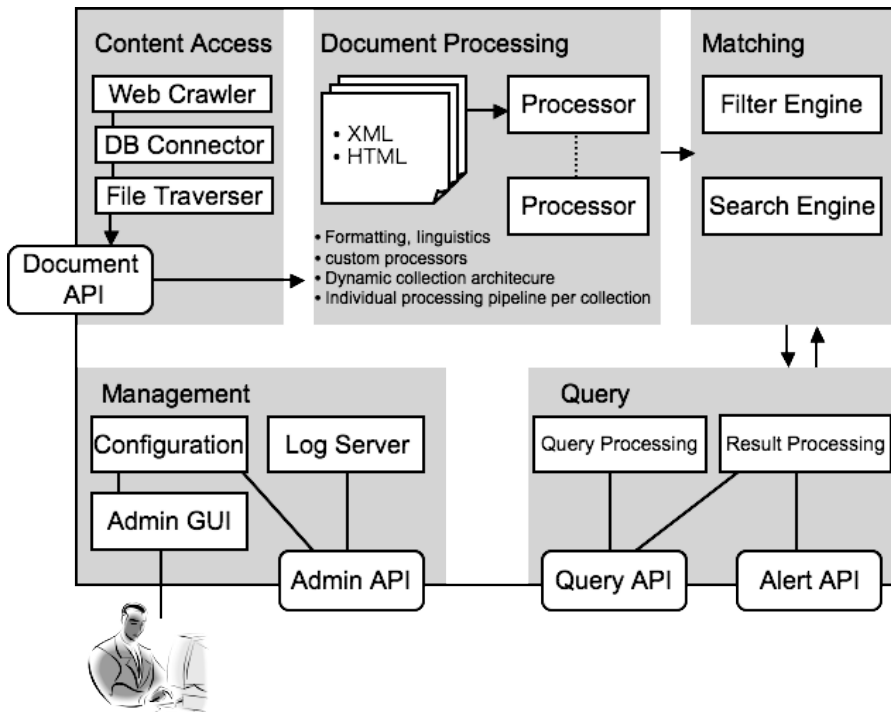 Content Access
Web Crawler
DB Connector
File Traverser
Document
API
Document Processing
• XML
• HTML
Processor
Processor
• Formatting, linguistics
• custom processors
• Dynamic collection architecure
• Individual processing pipeline per collection
Matching
Filter Engine
Search Engine
Management
Configuration
Log Server
Admin GUI
Admin API
Query
Query Processing
Result Processing
Query API
Alert API